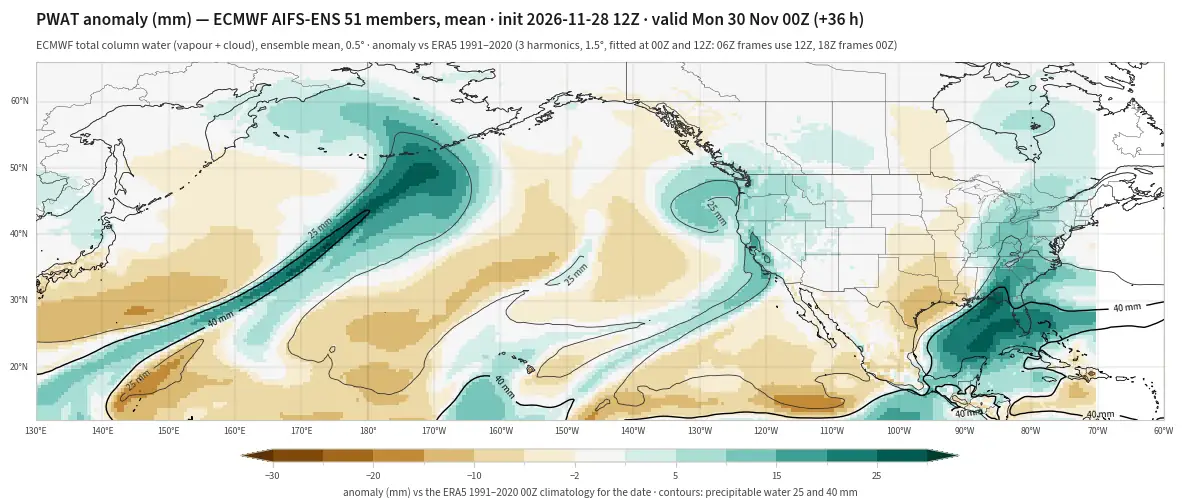 PWAT anomaly (mm) — ECMWF AIFS-ENS 51 members, mean · init 2026-11-28 12Z · valid Mon 30 Nov 00Z (+36 h)
ECMWF total column water (vapour + cloud), ensemble mean, 0.5° · anomaly vs ERA5 1991–2020 (3 harmonics, 1.5°, fitted at 00Z and 12Z: 06Z frames use 12Z, 18Z frames 00Z)
60°N
50°N
25 mm
25 mm
40°N
25 mm
30°N
40 mm
40 mm
20°N
25 mm
40 mm
40 mm
40 mm
130°E 140°E 150°E 160°E 170°E 180° 170°W 160°W 150°W 140°W 130°W 120°W 110°W 100°W 90°W 80°W 70°W 60°W
−30 −20 −10 −2 5 15 25
anomaly (mm) vs the ERA5 1991–2020 00Z climatology for the date · contours: precipitable water 25 and 40 mm